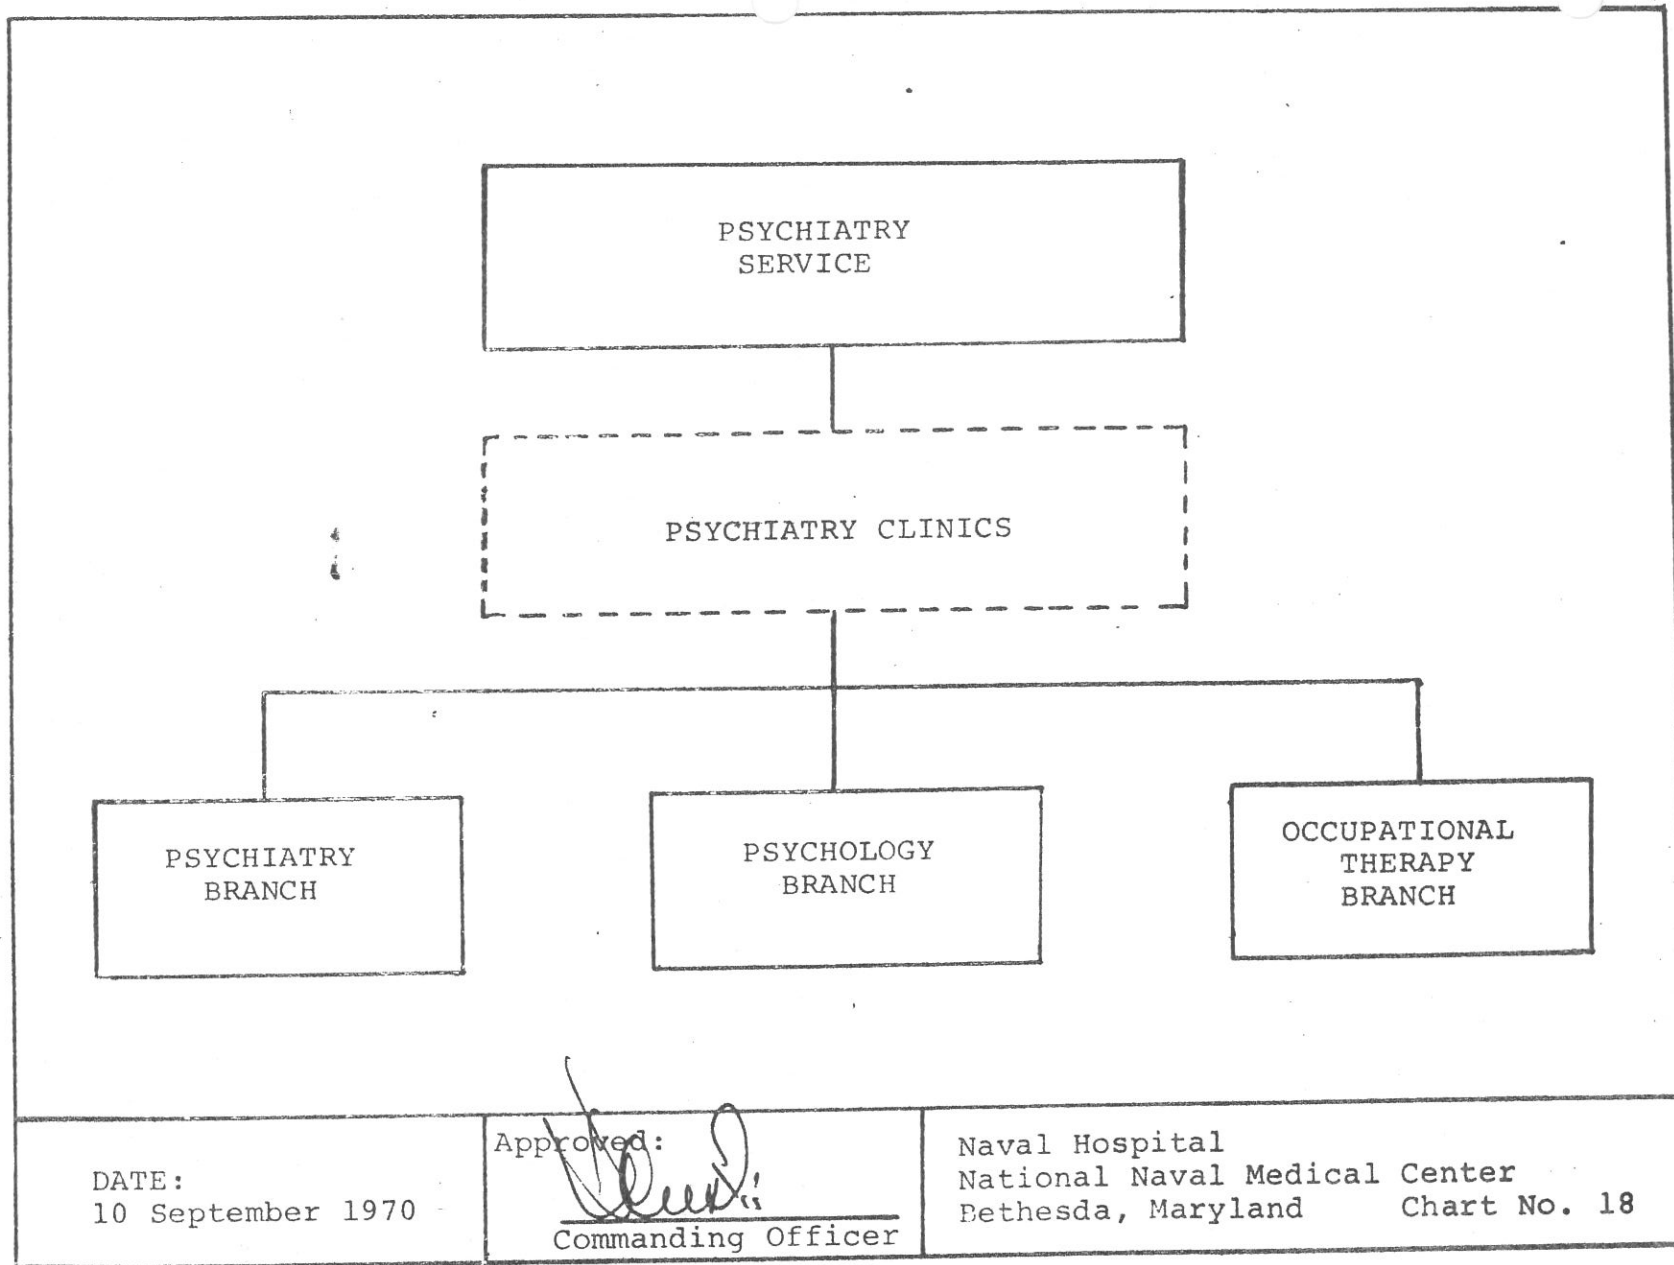 PSYCHIATRY
SERVICE
PSYCHIATRY CLINICS
PSYCHIATRY
BRANCH
PSYCHOLOGY
BRANCH
OCCUPATIONAL
THERAPY
BRANCH
DATE:
10 September 1970
Approved:
Commanding Officer
Naval Hospital
National Naval Medical Center
Bethesda, Maryland Chart No. 18